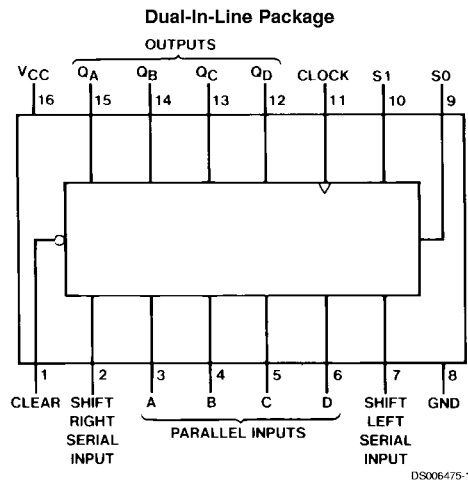 Dual-In-Line Package
OUTPUTS
VCC QA QB QC QD CLOCK S1 S0
16 15 14 13 12 11 10 9
1 2 3 4 5 6 7 8
CLEAR SHIFT A B C D SHIFT GND
RIGHT LEFT
SERIAL PARALLEL INPUTS SERIAL
INPUT INPUT
DS006475-1